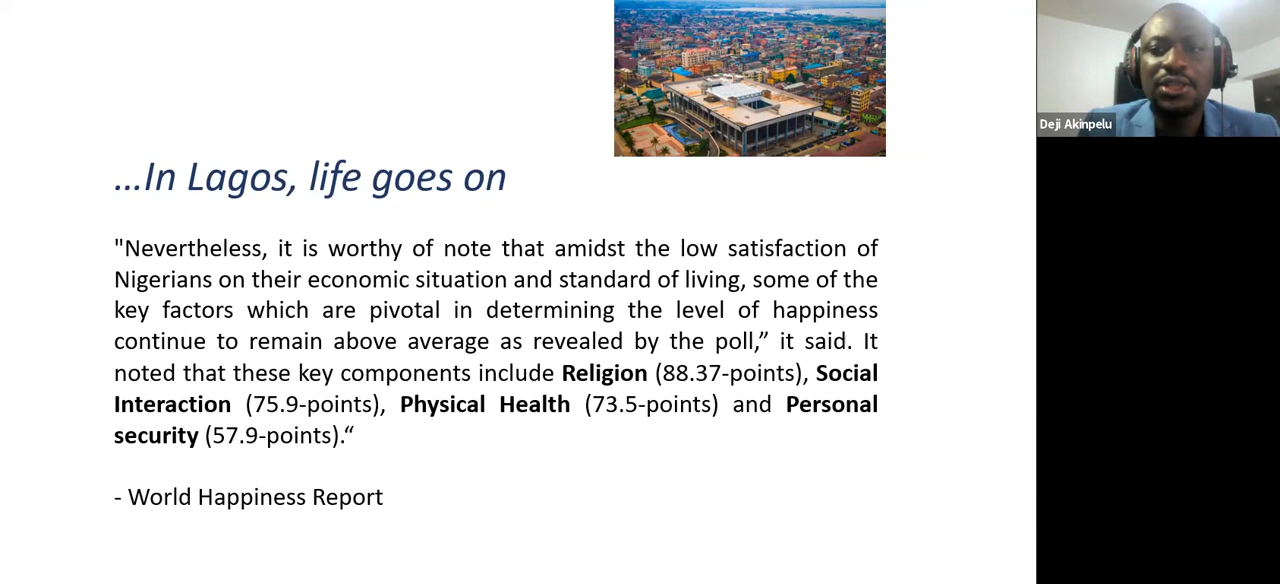 Deji Akinpelu
...In Lagos, life goes on
"Nevertheless, it is worthy of note that amidst the low satisfaction of
Nigerians on their economic situation and standard of living, some of the
key factors which are pivotal in determining the level of happiness
continue to remain above average as revealed by the poll,” it said. It
noted that these key components include Religion (88.37-points), Social
Interaction (75.9-points), Physical Health (73.5-points) and Personal
security (57.9-points).“
- World Happiness Report